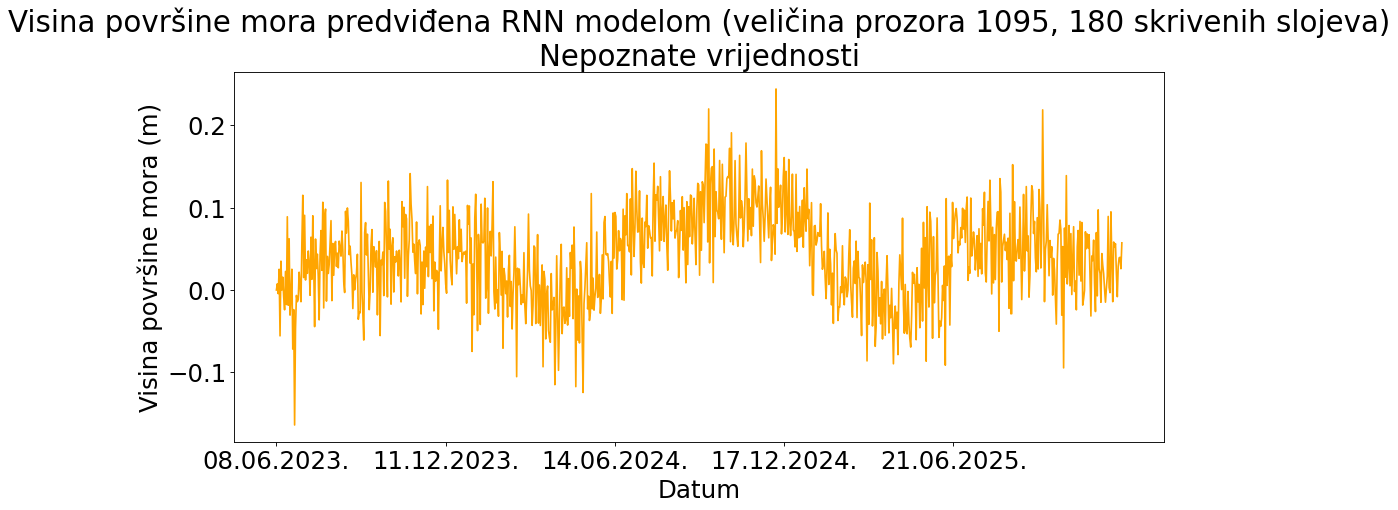 Visina površine mora predviđena RNN modelom (veličina prozora 1095, 180 skrivenih slojeva)
Nepoznate vrijednosti
Visina površine mora (m)
0.2
0.1
0.0
−0.1
08.06.2023. 11.12.2023. 14.06.2024. 17.12.2024. 21.06.2025.
Datum